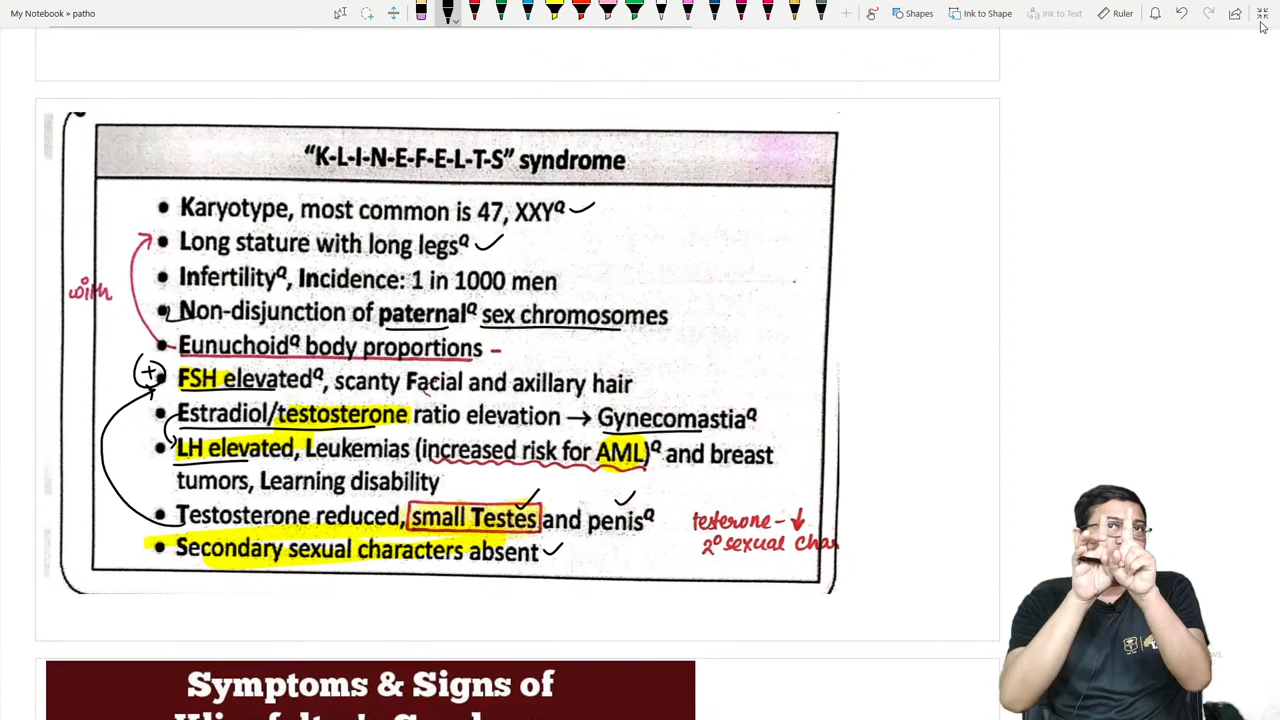 My Notebook » patho
Shapes
Ink to Shape
Ink to Text
Ruler
"K-L-I-N-E-F-E-L-T-S" syndrome
• Karyotype, most common is 47, XXYQ
• Long stature with long legsQ
• InfertilityQ, Incidence: 1 in 1000 men
with
• Non-disjunction of paternalQ sex chromosomes
• EunuchoidQ body proportions
(+)
• FSH elevatedQ, scanty Facial and axillary hair
• Estradiol/testosterone ratio elevation → GynecomastiaQ
• LH elevated, Leukemias (increased risk for AML)Q and breast
tumors, Learning disability
• Testosterone reduced, small Testes and penisQ
testerone - ↓
• Secondary sexual characters absent
2° sexual char
Symptoms & Signs of